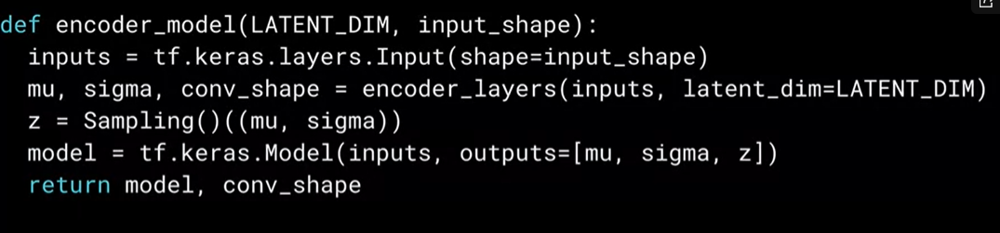 def encoder_model(LATENT_DIM, input_shape):
  inputs = tf.keras.layers.Input(shape=input_shape)
  mu, sigma, conv_shape = encoder_layers(inputs, latent_dim=LATENT_DIM)
  z = Sampling()((mu, sigma))
  model = tf.keras.Model(inputs, outputs=[mu, sigma, z])
  return model, conv_shape